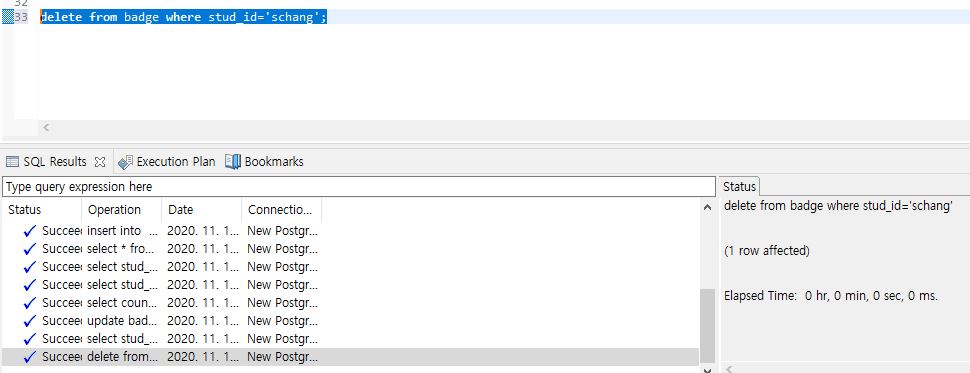 32
33 delete from badge where stud_id='schang';
SQL Results Execution Plan Bookmarks
Type query expression here
Status
Status Operation Date Connectio...
Succeed insert into ... 2020. 11. 1... New Postgr...
Succeed select * fro... 2020. 11. 1... New Postgr...
Succeed select stud_... 2020. 11. 1... New Postgr...
Succeed select stud_... 2020. 11. 1... New Postgr...
Succeed select coun... 2020. 11. 1... New Postgr...
Succeed update bad... 2020. 11. 1... New Postgr...
Succeed select stud_... 2020. 11. 1... New Postgr...
Succeed delete from... 2020. 11. 1... New Postgr...
delete from badge where stud_id='schang'
(1 row affected)
Elapsed Time: 0 hr, 0 min, 0 sec, 0 ms.